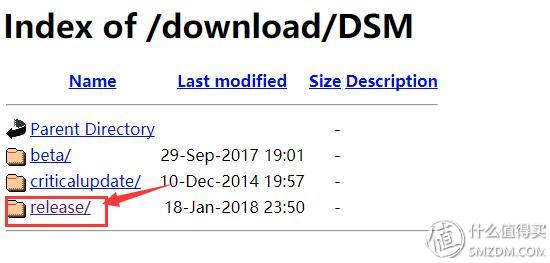 Index of /download/DSM
Name Last modified Size Description
Parent Directory -
beta/ 29-Sep-2017 19:01 -
criticalupdate/ 10-Dec-2014 19:57 -
release/ 18-Jan-2018 23:50 -
值 什么值得买
SMZDM.COM